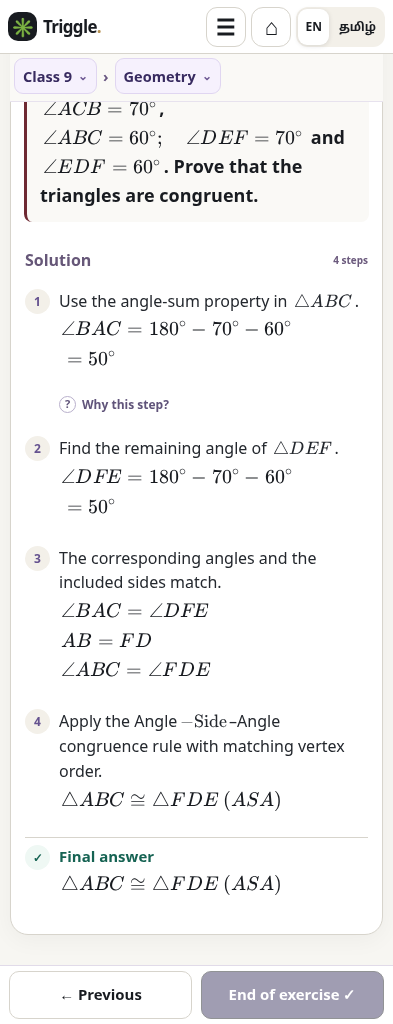 Triggle.
☰
⌂
EN
தமிழ்
Class 9 ⌄ › Geometry ⌄
∠ACB = 70°,
∠ABC = 60°; ∠DEF = 70° and
∠EDF = 60°. Prove that the
triangles are congruent.
Solution
4 steps
1 Use the angle-sum property in △ABC.
∠BAC = 180° − 70° − 60°
= 50°
? Why this step?
2 Find the remaining angle of △DEF.
∠DFE = 180° − 70° − 60°
= 50°
3 The corresponding angles and the
included sides match.
∠BAC = ∠DFE
AB = FD
∠ABC = ∠FDE
4 Apply the Angle −Side–Angle
congruence rule with matching vertex
order.
△ABC ≅ △FDE (ASA)
✓ Final answer
△ABC ≅ △FDE (ASA)
← Previous
End of exercise ✓